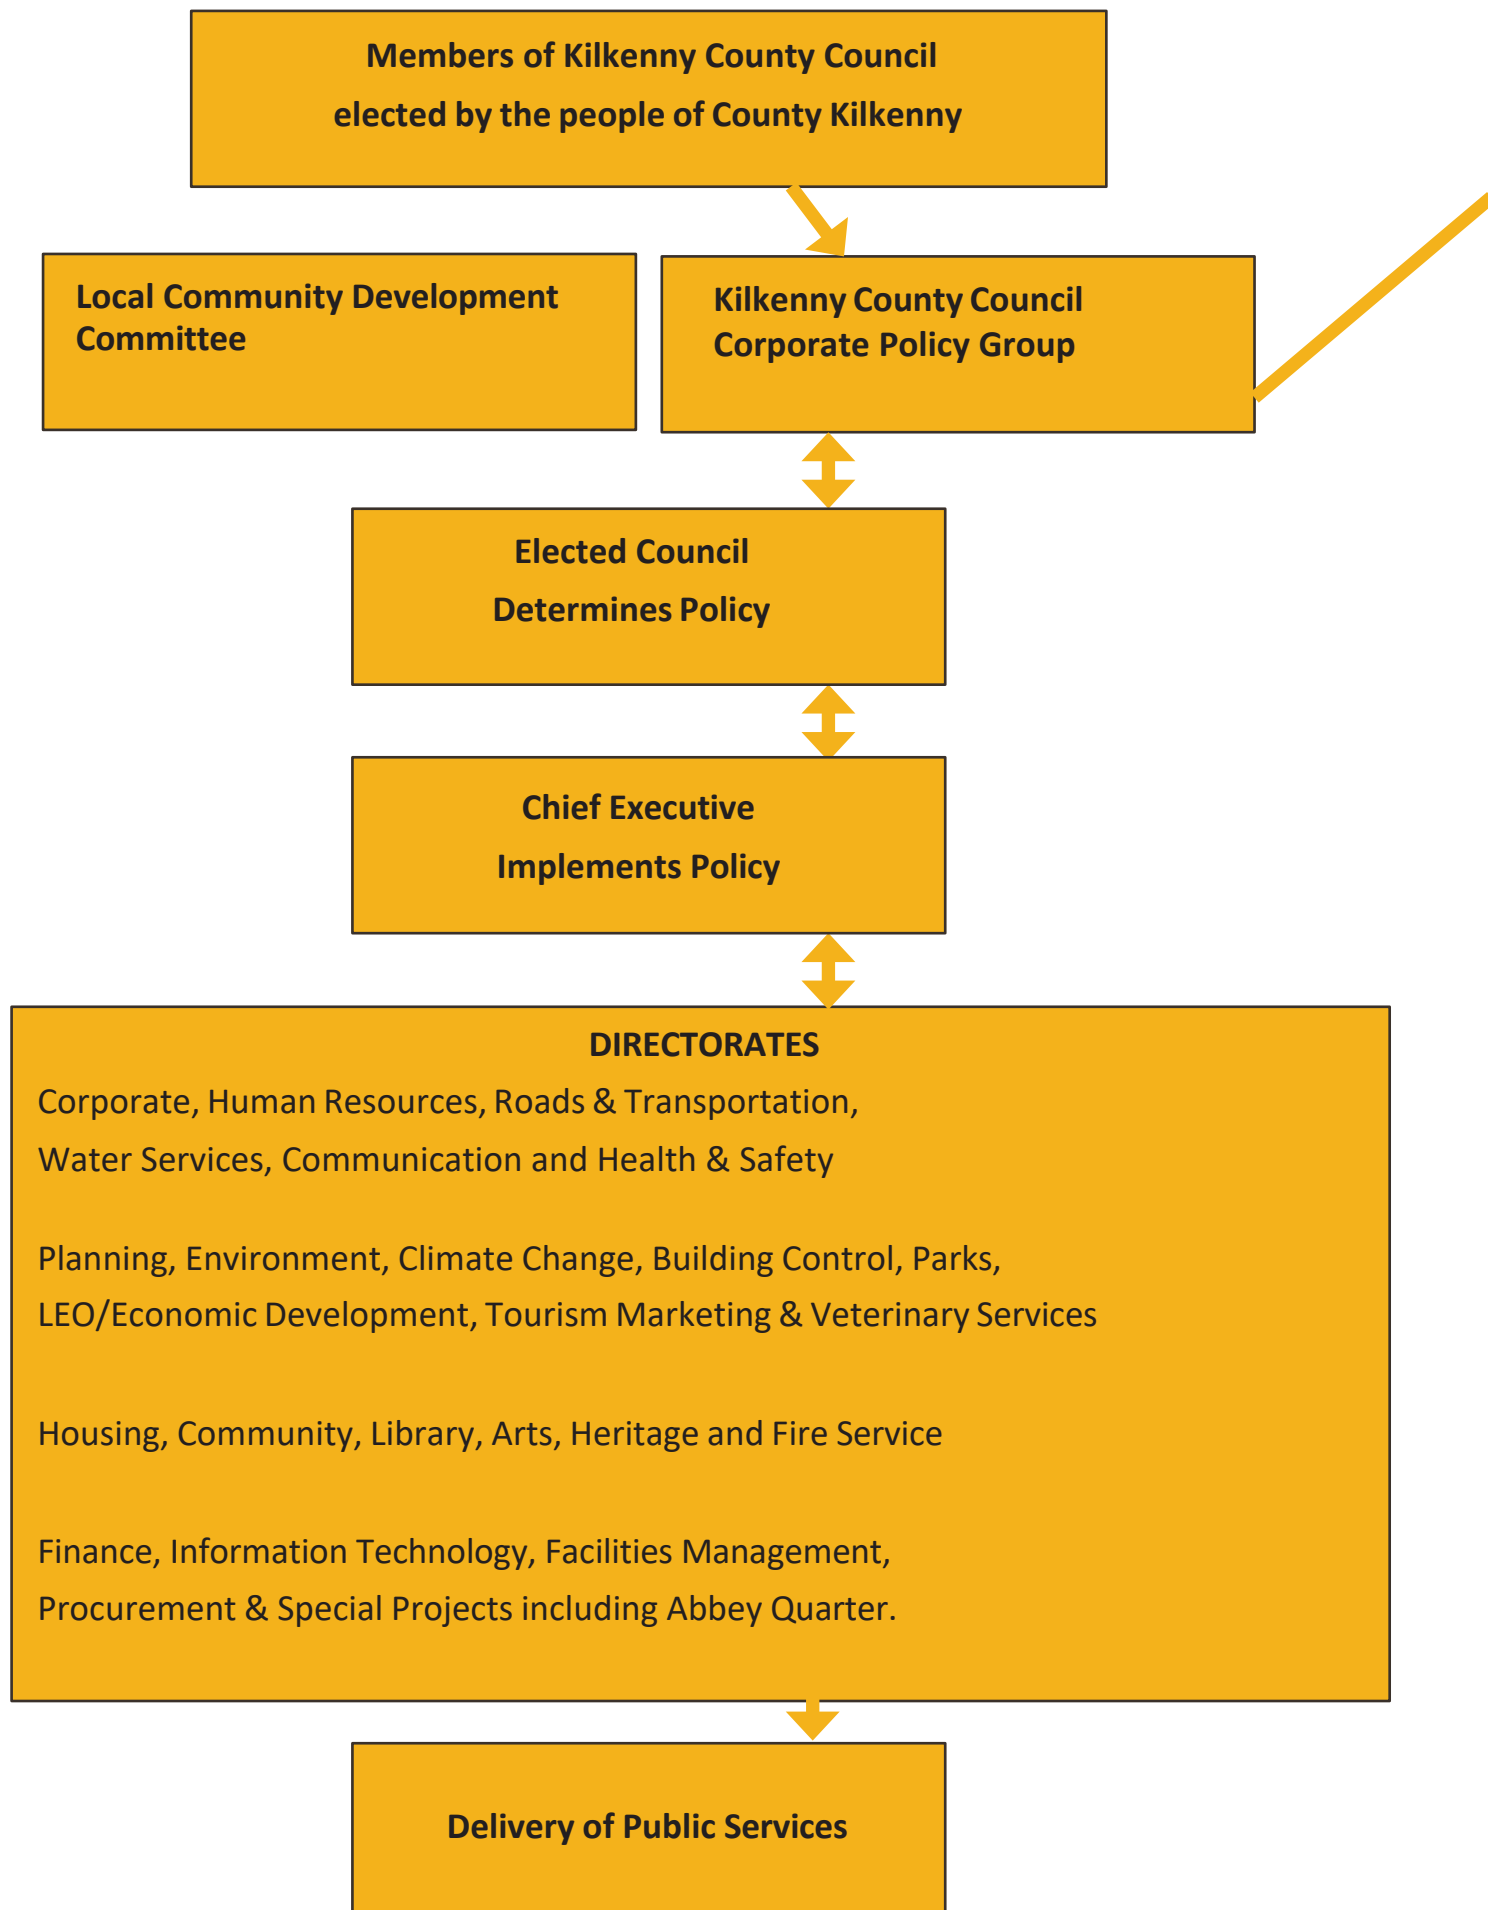 Members of Kilkenny County Council
elected by the people of County Kilkenny
Local Community Development
Committee
Kilkenny County Council
Corporate Policy Group
Elected Council
Determines Policy
Chief Executive
Implements Policy
DIRECTORATES
Corporate, Human Resources, Roads & Transportation,
Water Services, Communication and Health & Safety
Planning, Environment, Climate Change, Building Control, Parks,
LEO/Economic Development, Tourism Marketing & Veterinary Services
Housing, Community, Library, Arts, Heritage and Fire Service
Finance, Information Technology, Facilities Management,
Procurement & Special Projects including Abbey Quarter.
Delivery of Public Services